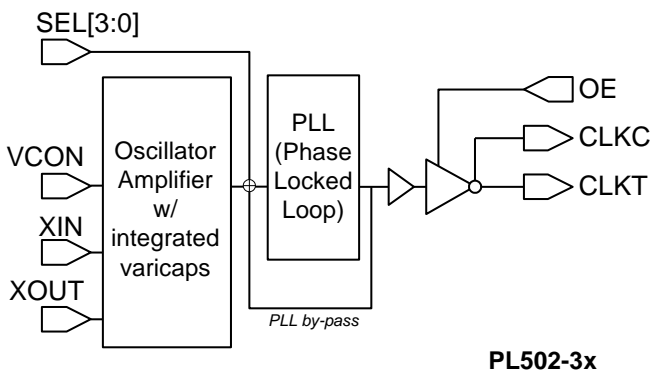 SEL[3:0]
VCON
XIN
XOUT
Oscillator
Amplifier
w/
integrated
varicaps
PLL
(Phase
Locked
Loop)
PLL by-pass
OE
CLKC
CLKT
PL502-3x